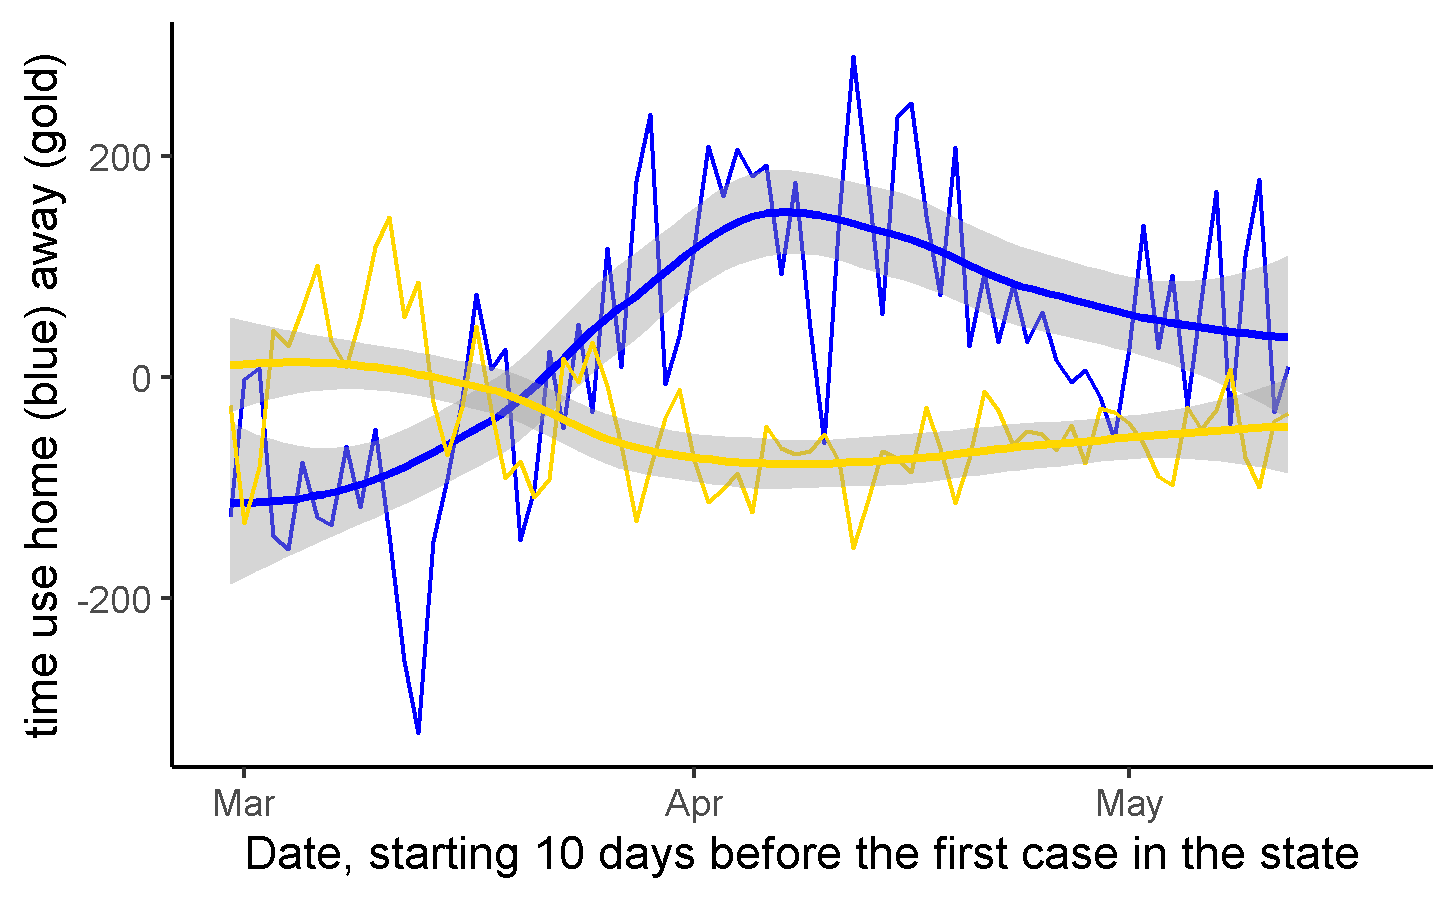 time use home (blue) away (gold)
200
0
-200
Mar Apr May
Date, starting 10 days before the first case in the state